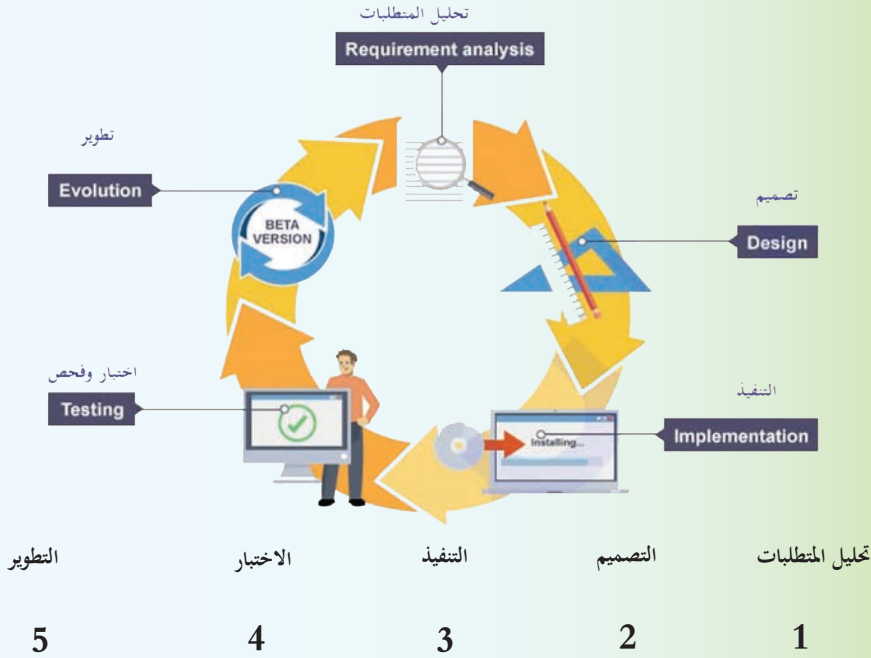 تحليل المتطلبات
Requirement analysis
تطوير
Evolution
BETA
VERSION
تصميم
Design
اختبار وفحص
Testing
التنفيذ
Implementation
Installing...
تحليل المتطلبات التصميم التنفيذ الاختبار التطوير
1 2 3 4 5